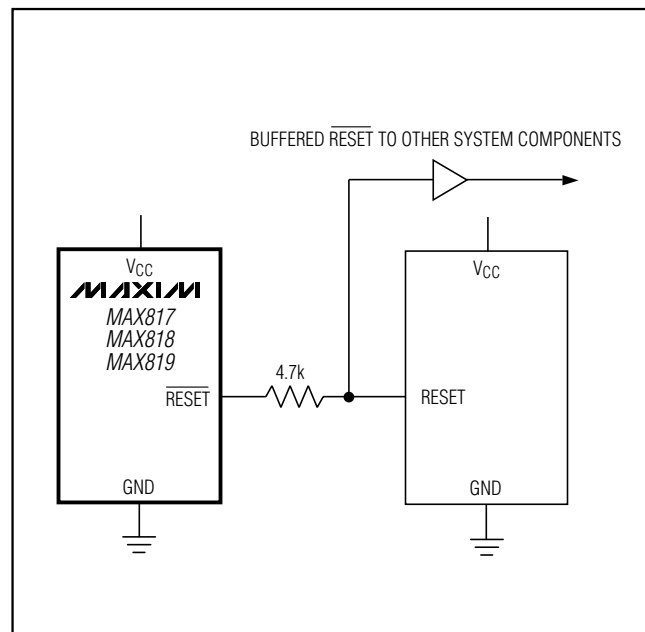 BUFFERED RESET TO OTHER SYSTEM COMPONENTS
VCC
MAXIM
MAX817
MAX818
MAX819
RESET
GND
4.7k
VCC
RESET
GND